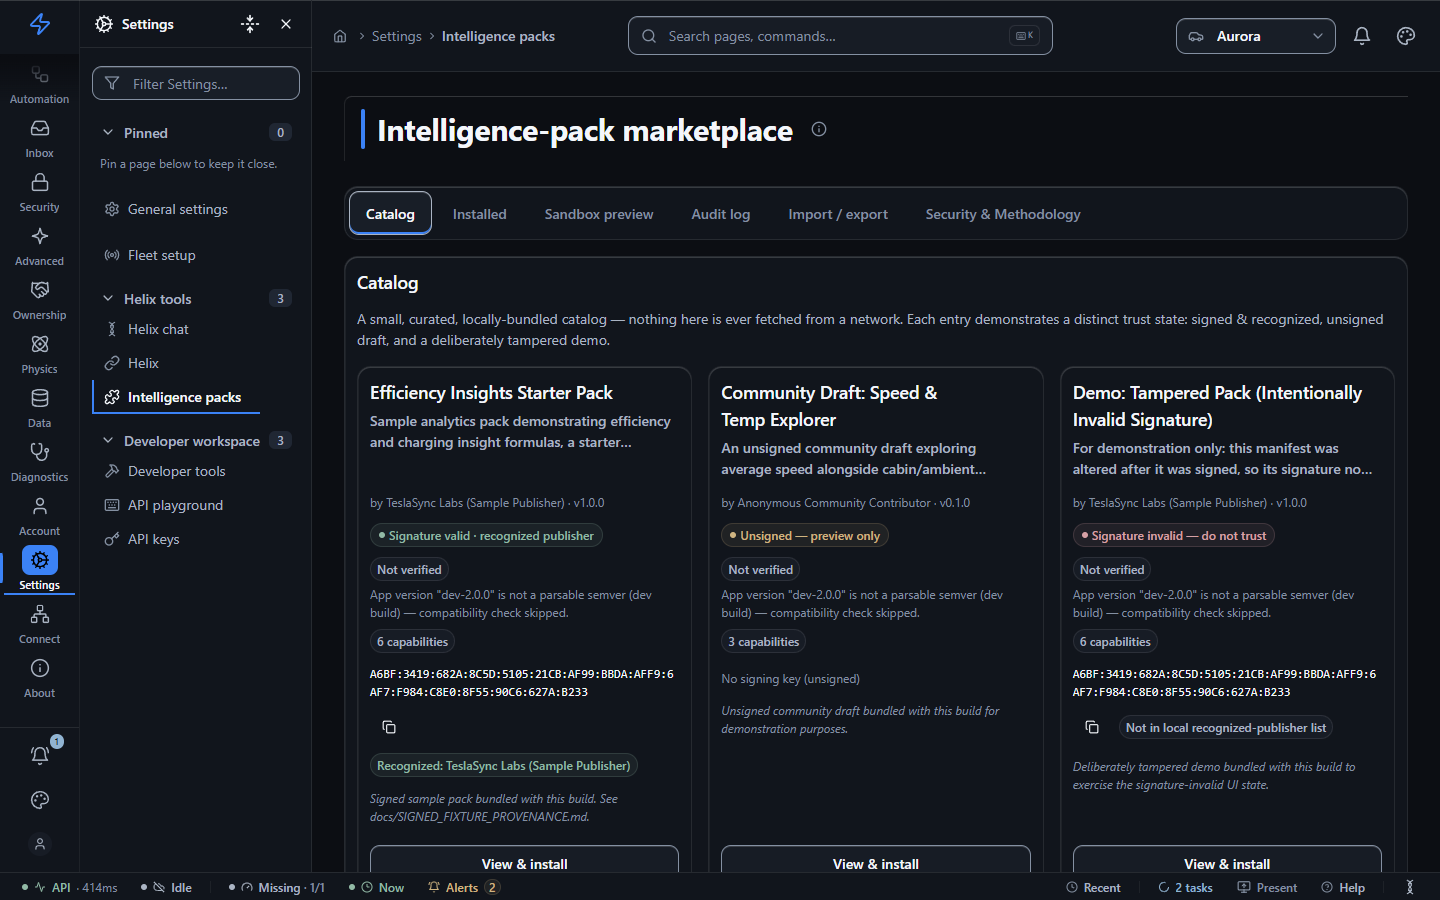 Automation
Inbox
Security
Advanced
Ownership
Physics
Data
Diagnostics
Account
Settings
Connect
About
1
Settings
Filter Settings...
Pinned
0
Pin a page below to keep it close.
General settings
Fleet setup
Helix tools
3
Helix chat
Helix
Intelligence packs
Developer workspace
3
Developer tools
API playground
API keys
Settings
Intelligence packs
Search pages, commands...
K
Aurora
Intelligence-pack marketplace
Catalog
Installed
Sandbox preview
Audit log
Import / export
Security & Methodology
Catalog
A small, curated, locally-bundled catalog — nothing here is ever fetched from a network. Each entry demonstrates a distinct trust state: signed & recognized, unsigned
draft, and a deliberately tampered demo.
Efficiency Insights Starter Pack
Sample analytics pack demonstrating efficiency
and charging insight formulas, a starter...
by TeslaSync Labs (Sample Publisher) · v1.0.0
Signature valid · recognized publisher
Not verified
App version "dev-2.0.0" is not a parsable semver (dev
build) — compatibility check skipped.
6 capabilities
A6BF:3419:682A:8C5D:5105:21CB:AF99:BBDA:AFF9:6
AF7:F984:C8E0:8F55:90C6:627A:B233
Recognized: TeslaSync Labs (Sample Publisher)
Signed sample pack bundled with this build. See
docs/SIGNED_FIXTURE_PROVENANCE.md.
View & install
Community Draft: Speed &
Temp Explorer
An unsigned community draft exploring
average speed alongside cabin/ambient...
by Anonymous Community Contributor · v0.1.0
Unsigned — preview only
Not verified
App version "dev-2.0.0" is not a parsable semver (dev
build) — compatibility check skipped.
3 capabilities
No signing key (unsigned)
Unsigned community draft bundled with this build for
demonstration purposes.
View & install
Demo: Tampered Pack (Intentionally
Invalid Signature)
For demonstration only: this manifest was
altered after it was signed, so its signature no...
by TeslaSync Labs (Sample Publisher) · v1.0.0
Signature invalid — do not trust
Not verified
App version "dev-2.0.0" is not a parsable semver (dev
build) — compatibility check skipped.
6 capabilities
A6BF:3419:682A:8C5D:5105:21CB:AF99:BBDA:AFF9:6
AF7:F984:C8E0:8F55:90C6:627A:B233
Not in local recognized-publisher list
Deliberately tampered demo bundled with this build to
exercise the signature-invalid UI state.
View & install
API · 414ms
Idle
Missing · 1/1
Now
Alerts 2
Recent
2 tasks
Present
Help